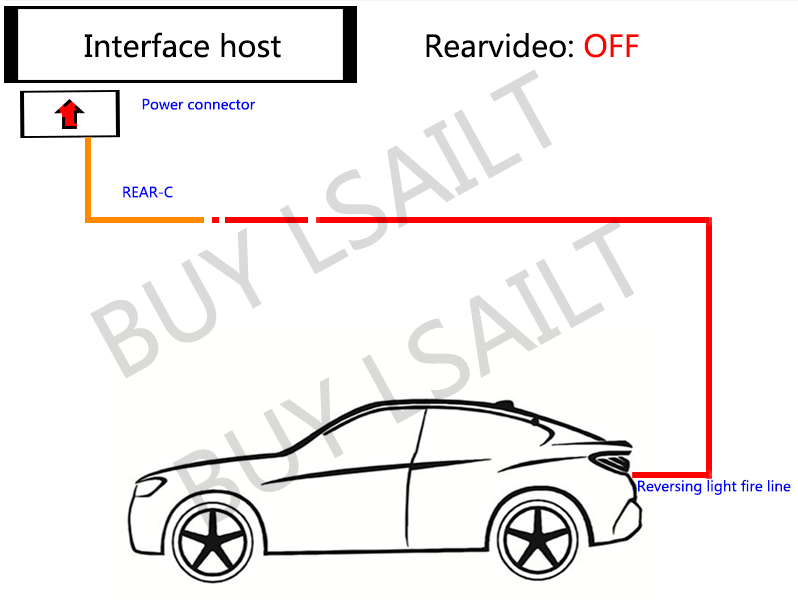 Interface host
Rearvideo: OFF
Power connector
REAR-C
BUY LSAILT
BUY LSAILT
Reversing light fire line